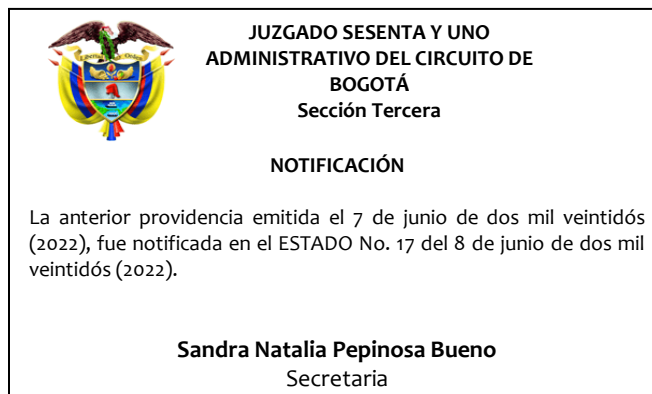 JUZGADO SESENTA Y UNO
ADMINISTRATIVO DEL CIRCUITO DE
BOGOTÁ
Sección Tercera
NOTIFICACIÓN
La anterior providencia emitida el 7 de junio de dos mil veintidós
(2022), fue notificada en el ESTADO No. 17 del 8 de junio de dos mil
veintidós (2022).
Sandra Natalia Pepinosa Bueno
Secretaria